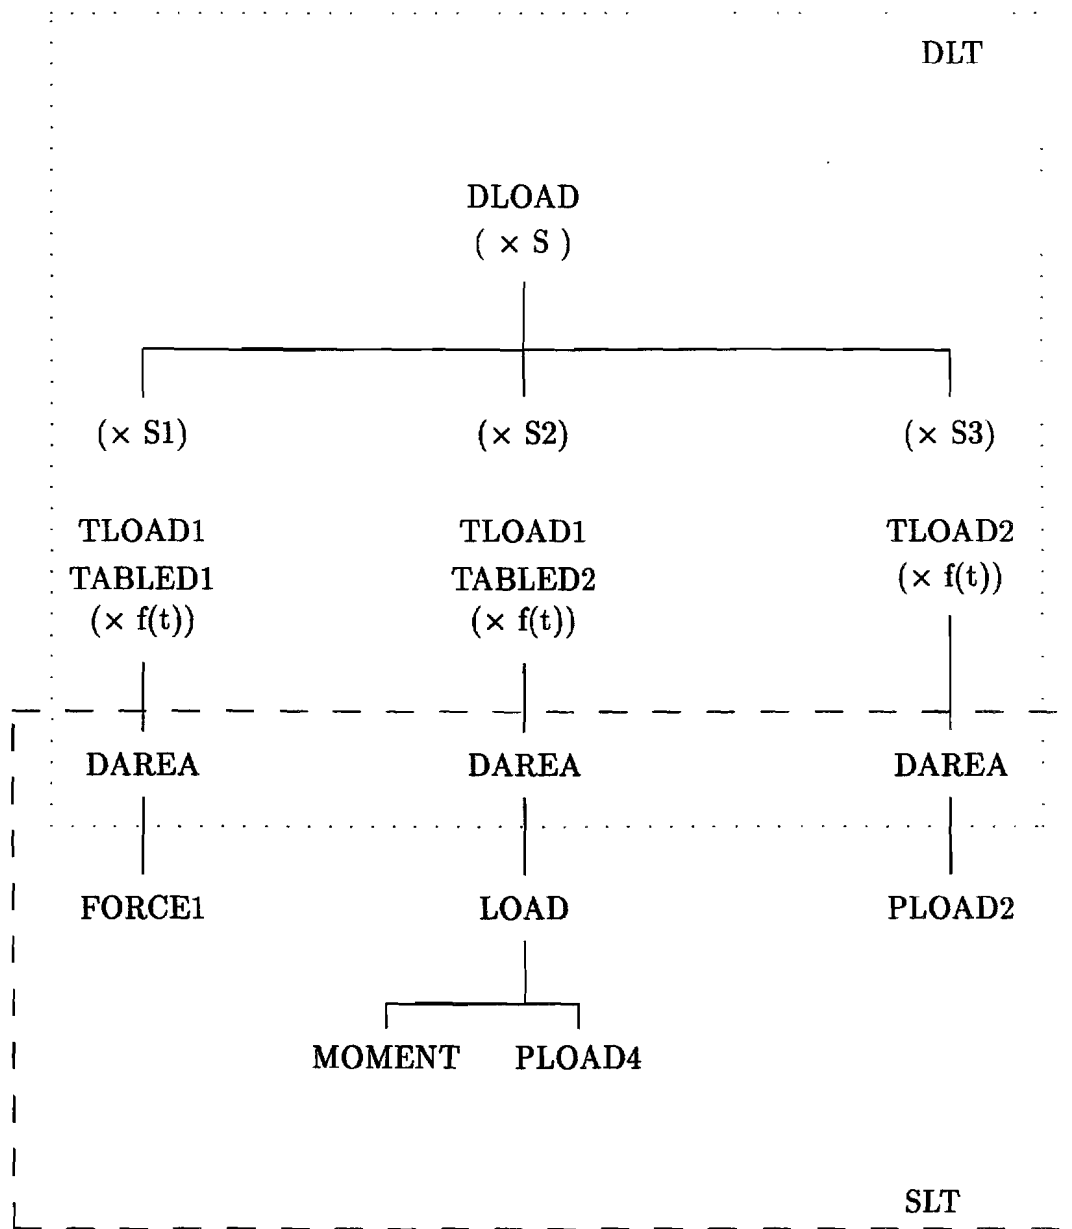 DLT
DLOAD
( × S )
(× S1) (× S2) (× S3)
TLOAD1 TLOAD1 TLOAD2
TABLED1 TABLED2 (× f(t))
(× f(t)) (× f(t))
DAREA DAREA DAREA
FORCE1 LOAD PLOAD2
MOMENT PLOAD4
SLT